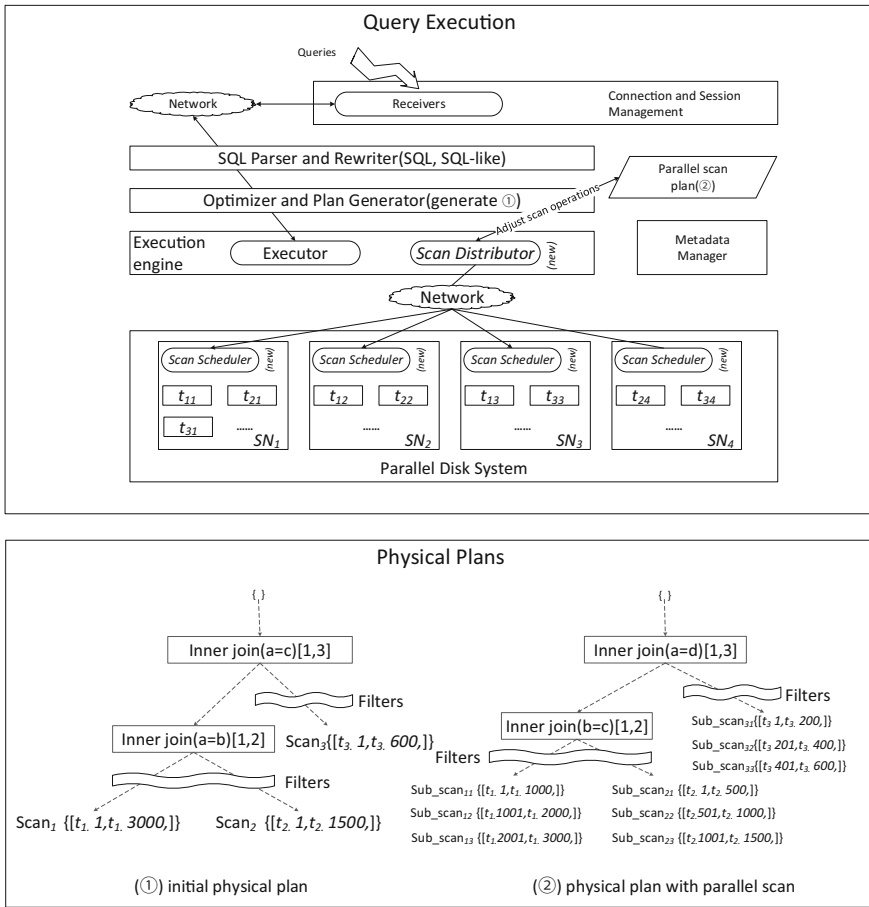 Query Execution
Queries
Network
Receivers
Connection and Session
Management
SQL Parser and Rewriter(SQL, SQL-like)
Parallel scan
plan(②)
Optimizer and Plan Generator(generate ①)
Adjust scan operations
Execution
engine
Executor
Scan Distributor
(new)
Metadata
Manager
Network
Scan Scheduler
(new)
Scan Scheduler
(new)
Scan Scheduler
(new)
Scan Scheduler
(new)
t11 t21 t12 t22 t13 t33 t24 t34
t31 ...... ...... ...... ......
SN1 SN2 SN3 SN4
Parallel Disk System
Physical Plans
{ }
Inner join(a=c)[1,3]
Filters
Inner join(a=b)[1,2]
Scan3{[t3. 1,t3. 600,]}
Filters
Scan1 {[t1. 1,t1. 3000,]}
Scan2 {[t2. 1,t2. 1500,]}
(①) initial physical plan
{ }
Inner join(a=d)[1,3]
Filters
Inner join(b=c)[1,2]
Sub_scan31{[t3 1,t3. 200,]}
Sub_scan32{[t3 201,t3. 400,]}
Sub_scan33{[t3 401,t3. 600,]}
Filters
Sub_scan11 {[t1. 1,t1. 1000,]}
Sub_scan12 {[t1.1001,t1. 2000,]}
Sub_scan13 {[t1.2001,t1. 3000,]}
Sub_scan21 {[t2. 1,t2. 500,]}
Sub_scan22 {[t2.501,t2. 1000,]}
Sub_scan23 {[t2.1001,t2. 1500,]}
(②) physical plan with parallel scan